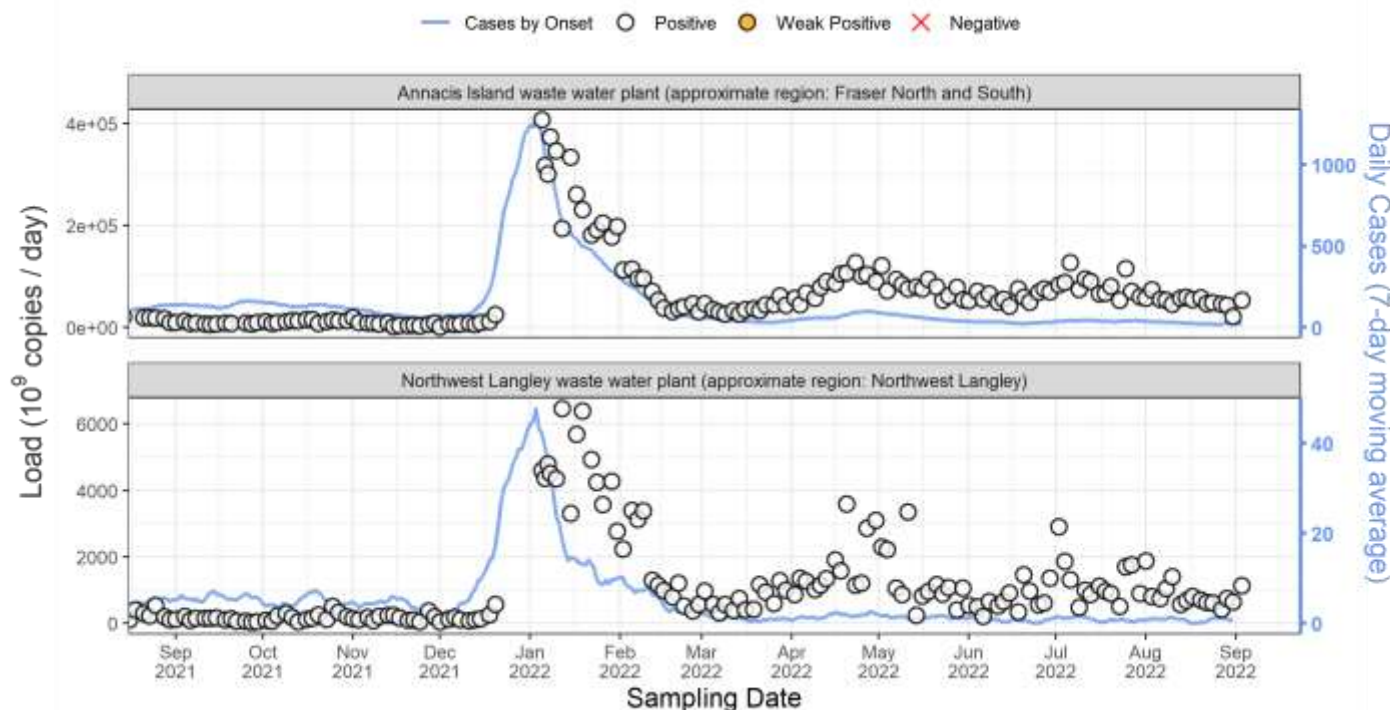 Cases by Onset Positive Weak Positive Negative
Annacis Island waste water plant (approximate region: Fraser North and South)
4e+05
2e+05
0e+00
1000
500
0
Northwest Langley waste water plant (approximate region: Northwest Langley)
6000
4000
2000
0
40
20
0
Load (10⁹ copies / day)
Daily Cases (7-day moving average)
Sep Oct Nov Dec Jan Feb Mar Apr May Jun Jul Aug Sep
2021 2021 2021 2021 2022 2022 2022 2022 2022 2022 2022 2022 2022
Sampling Date